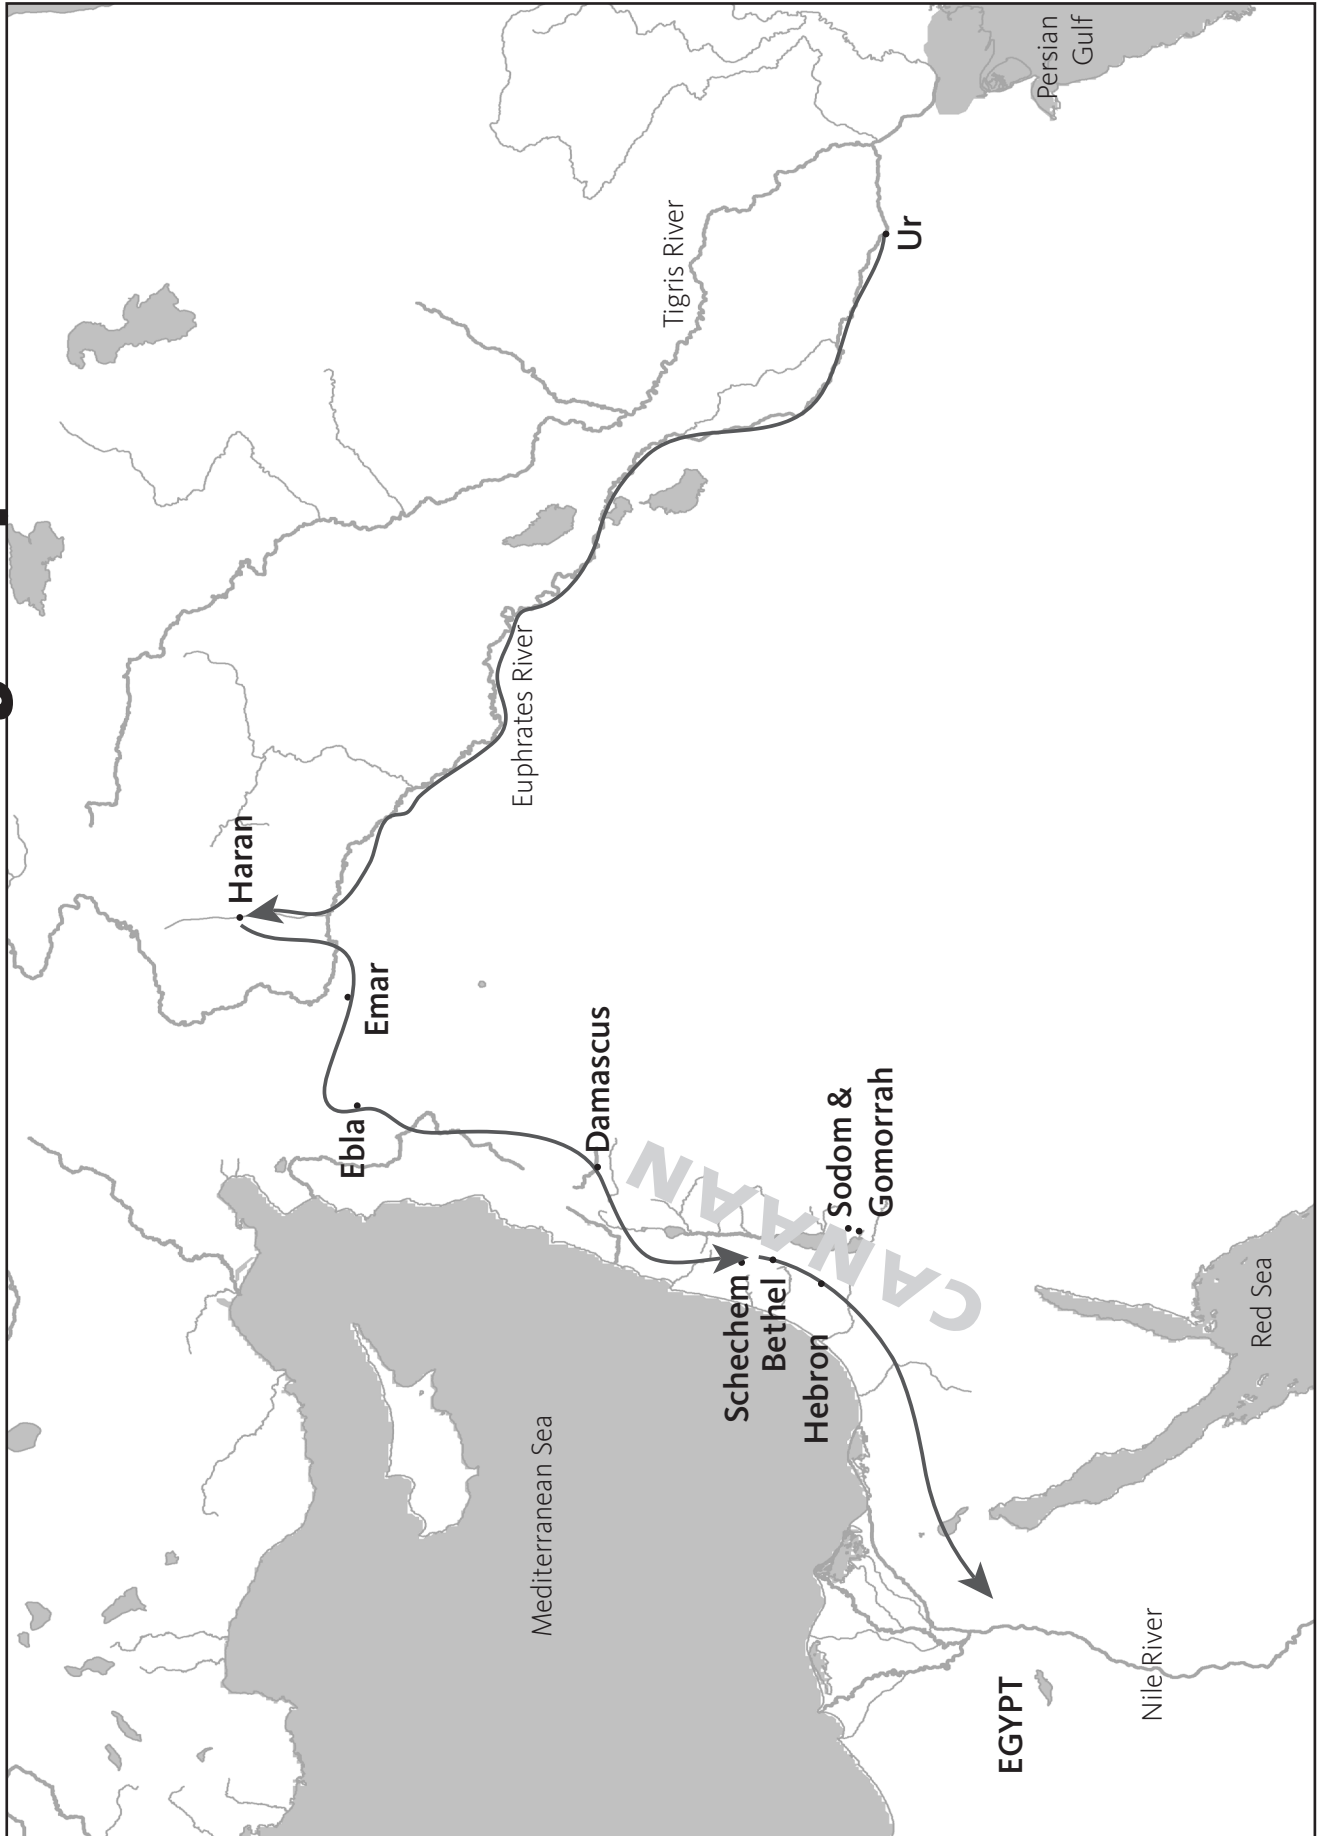 Persian
Gulf
Tigris River
Ur
Euphrates River
Haran
Emar
Ebla
Damascus
CANAAN
Sodom &
Gomorrah
Schechem
Bethel
Hebron
Mediterranean Sea
Red Sea
EGYPT
Nile River